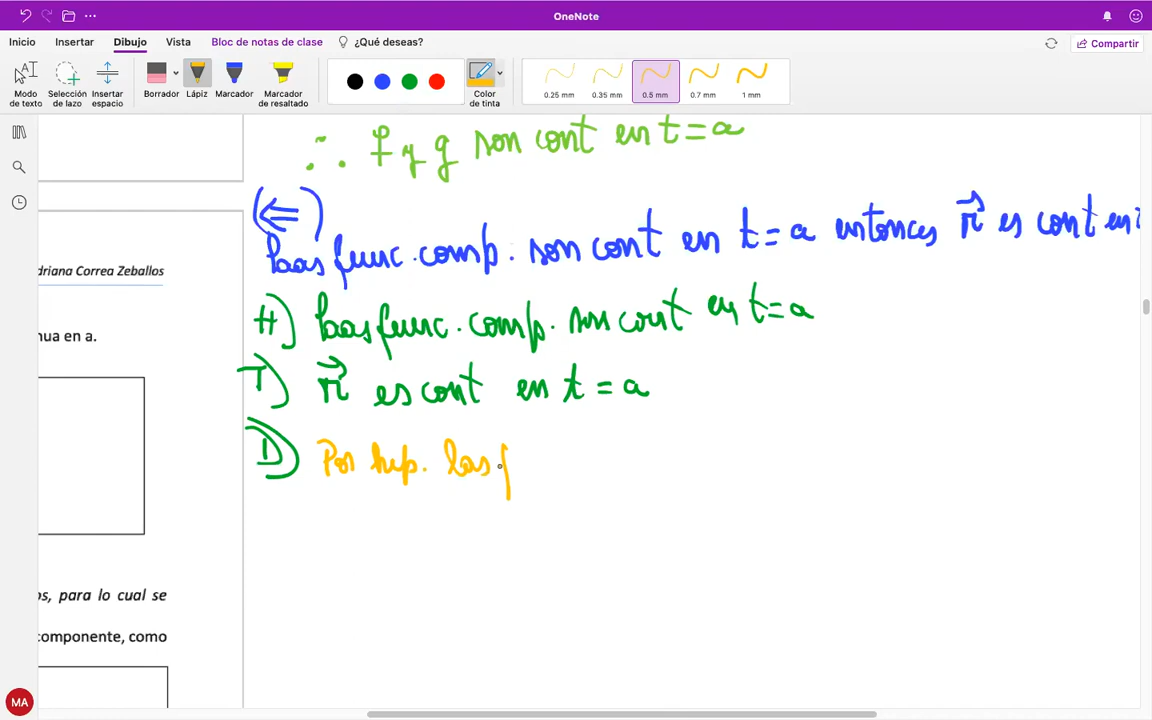 OneNote
Inicio Insertar Dibujo Vista Bloc de notas de clase ¿Qué deseas? Compartir
Modo de texto Selección de lazo Insertar espacio Borrador Lápiz Marcador Marcador de resaltado Color de tinta 0.25 mm 0.35 mm 0.5 mm 0.7 mm 1 mm
∴ f y g son cont en t = a
(⇐)
func. comp. son cont en t = a entonces r⃗ es cont en
driana Correa Zeballos
H) func. comp. son cont en t = a
nua en a.
T) r⃗ es cont en t = a
D) Por hip. las f
os, para lo cual se
componente, como
MA